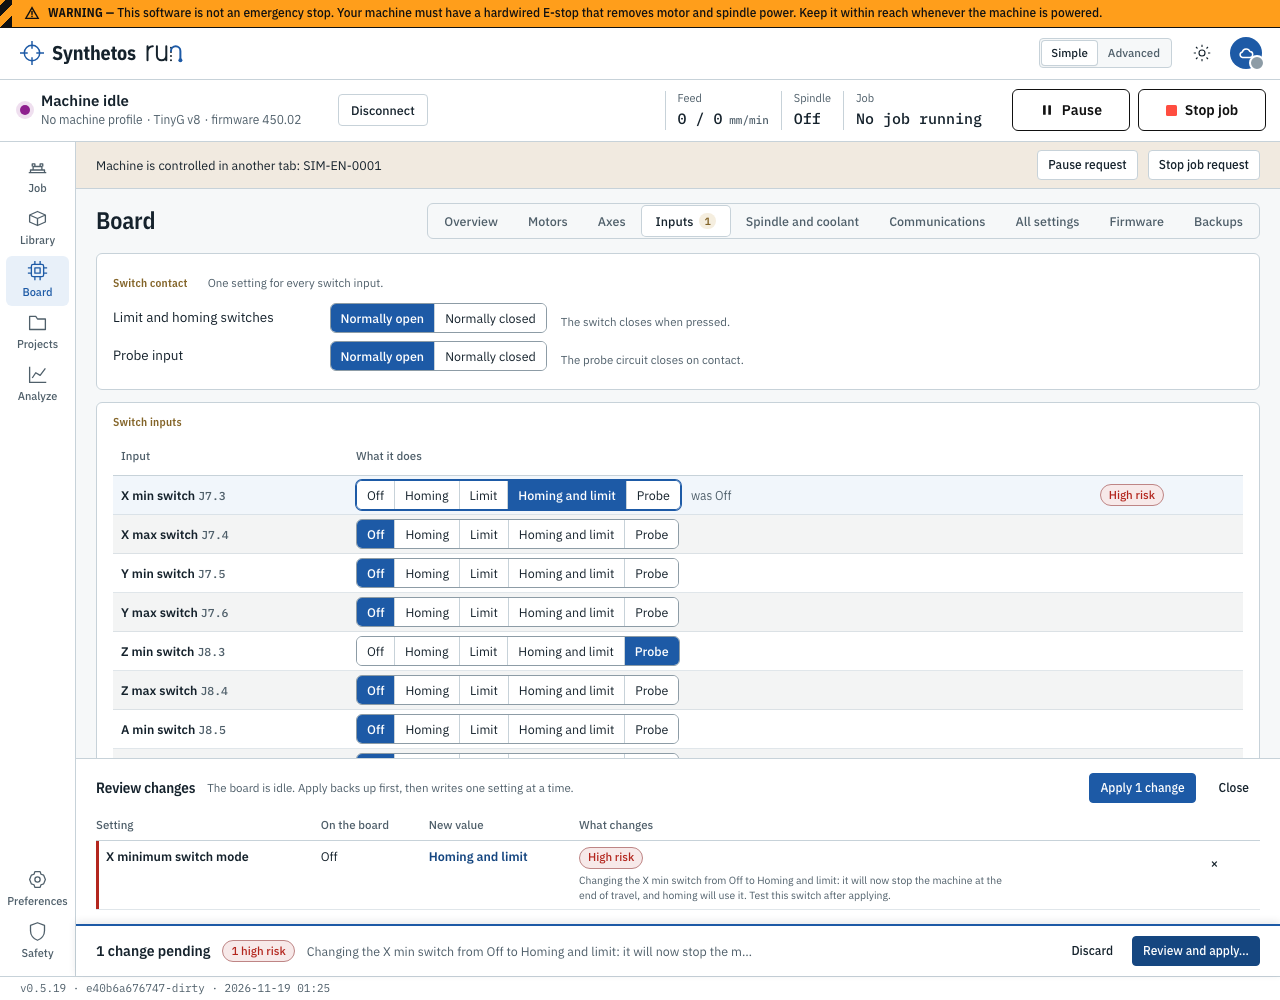 WARNING — This software is not an emergency stop. Your machine must have a hardwired E-stop that removes motor and spindle power. Keep it within reach whenever the machine is powered.
Synthetos run
Simple
Advanced
Machine idle
No machine profile · TinyG v8 · firmware 450.02
Disconnect
Feed
0 / 0 mm/min
Spindle
Off
Job
No job running
Pause
Stop job
Machine is controlled in another tab: SIM-EN-0001
Pause request
Stop job request
Job
Library
Board
Projects
Analyze
Preferences
Safety
Board
Overview
Motors
Axes
Inputs 1
Spindle and coolant
Communications
All settings
Firmware
Backups
Switch contact
One setting for every switch input.
Limit and homing switches
Normally open
Normally closed
The switch closes when pressed.
Probe input
Normally open
Normally closed
The probe circuit closes on contact.
Switch inputs
Input
What it does
X min switch J7.3
Off
Homing
Limit
Homing and limit
Probe
was Off
High risk
X max switch J7.4
Off
Homing
Limit
Homing and limit
Probe
Y min switch J7.5
Off
Homing
Limit
Homing and limit
Probe
Y max switch J7.6
Off
Homing
Limit
Homing and limit
Probe
Z min switch J8.3
Off
Homing
Limit
Homing and limit
Probe
Z max switch J8.4
Off
Homing
Limit
Homing and limit
Probe
A min switch J8.5
Off
Homing
Limit
Homing and limit
Probe
Review changes
The board is idle. Apply backs up first, then writes one setting at a time.
Apply 1 change
Close
Setting
On the board
New value
What changes
X minimum switch mode
Off
Homing and limit
High risk
Changing the X min switch from Off to Homing and limit: it will now stop the machine at the
end of travel, and homing will use it. Test this switch after applying.
×
1 change pending
1 high risk
Changing the X min switch from Off to Homing and limit: it will now stop the m...
Discard
Review and apply...
v0.5.19 · e40b6a676747-dirty · 2026-11-19 01:25